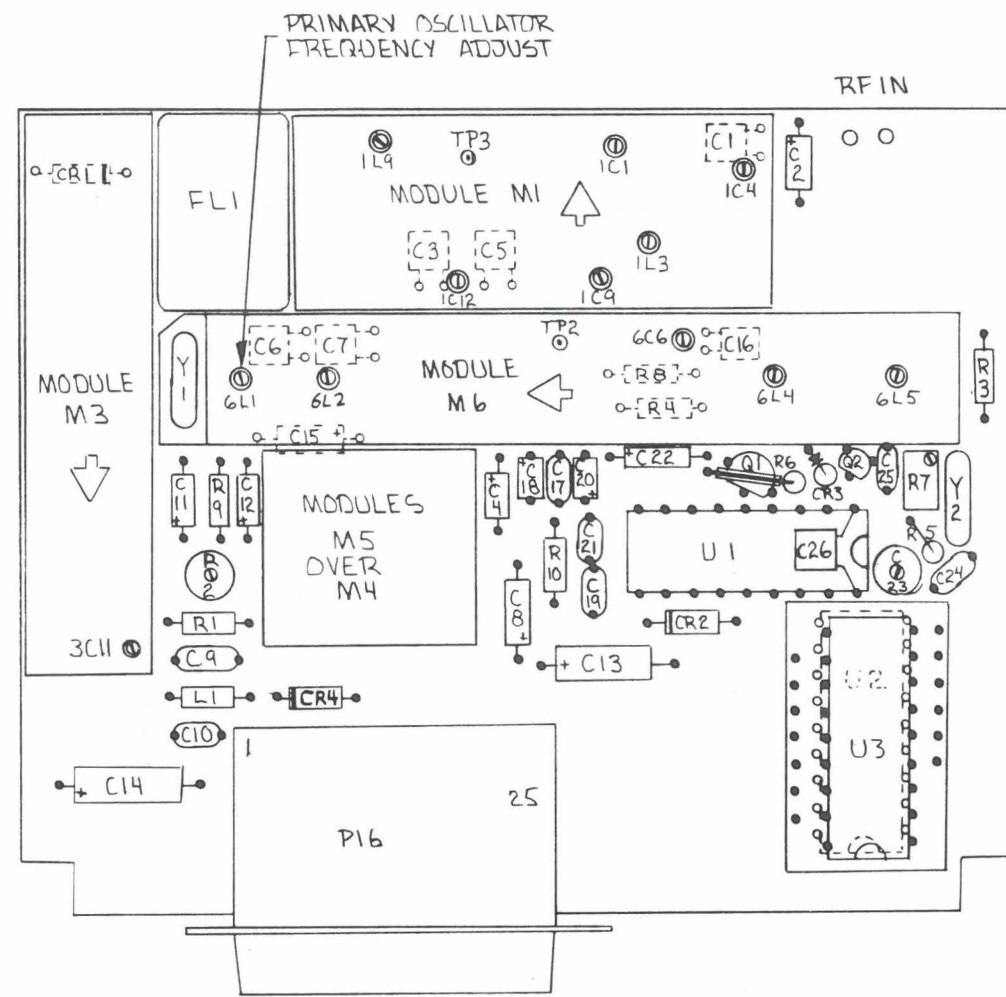 PRIMARY OSCILLATOR
FREQUENCY ADJUST
RF IN
CR1
FL1
1L9
TP3
1C1
C1
1C4
C2
MODULE M1
C3
C5
1L3
1C12
1C9
MODULE
M3
Y1
C6
C7
TP2
6C6
C16
6L1
6L2
MODULE
M6
R8
R4
6L4
6L5
R3
C15
C11
R9
C12
MODULES
M5
OVER
M4
C4
C18
C17
C20
C22
Q1
R6
CR3
Q2
C25
R7
Y2
R2
R10
C21
C19
U1
C26
R5
C23
C24
R1
3C11
C9
C8
CR2
C13
L1
CR4
C10
C14
1
25
P16
U2
U3